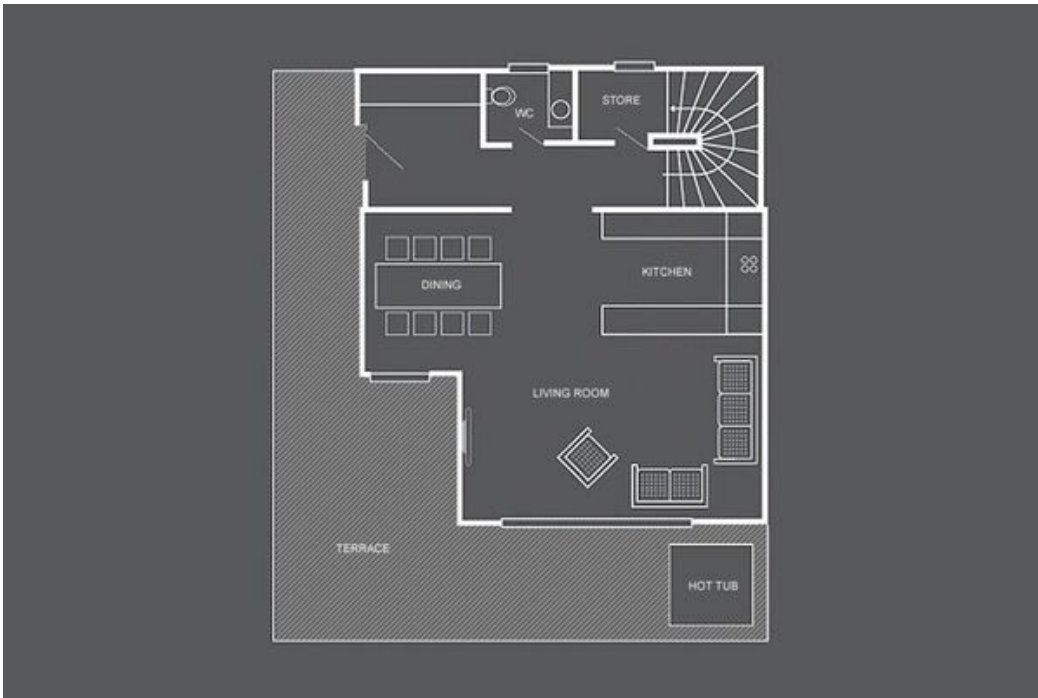 STORE
WC
KITCHEN
DINING
LIVING ROOM
TERRACE
HOT TUB